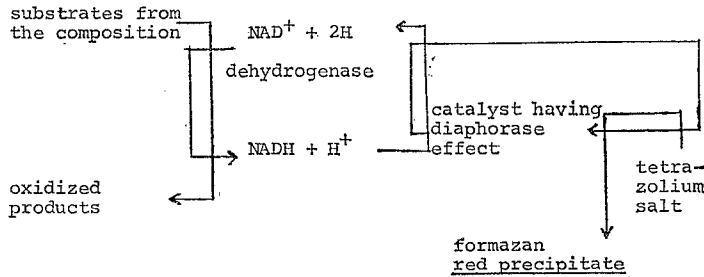 substrates from
the composition
NAD+ + 2H
dehydrogenase
catalyst having
diaphorase
effect
NADH + H+
oxidized
products
tetra-
zolium
salt
formazan
red precipitate